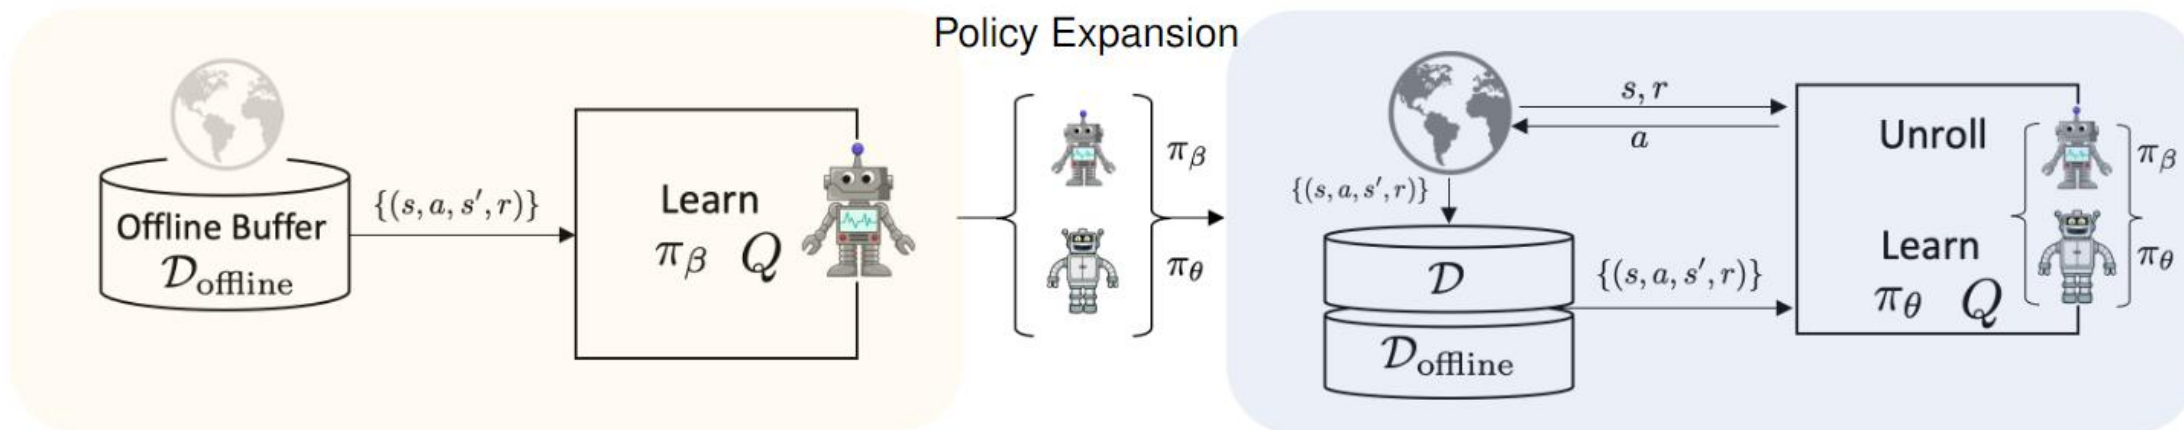 Policy Expansion
Offline Buffer
𝒟offline
{(s, a, s′, r)}
Learn
πβ Q
πβ
πθ
s, r
a
{(s, a, s′, r)}
𝒟
𝒟offline
{(s, a, s′, r)}
Unroll
Learn
πθ Q
πβ
πθ